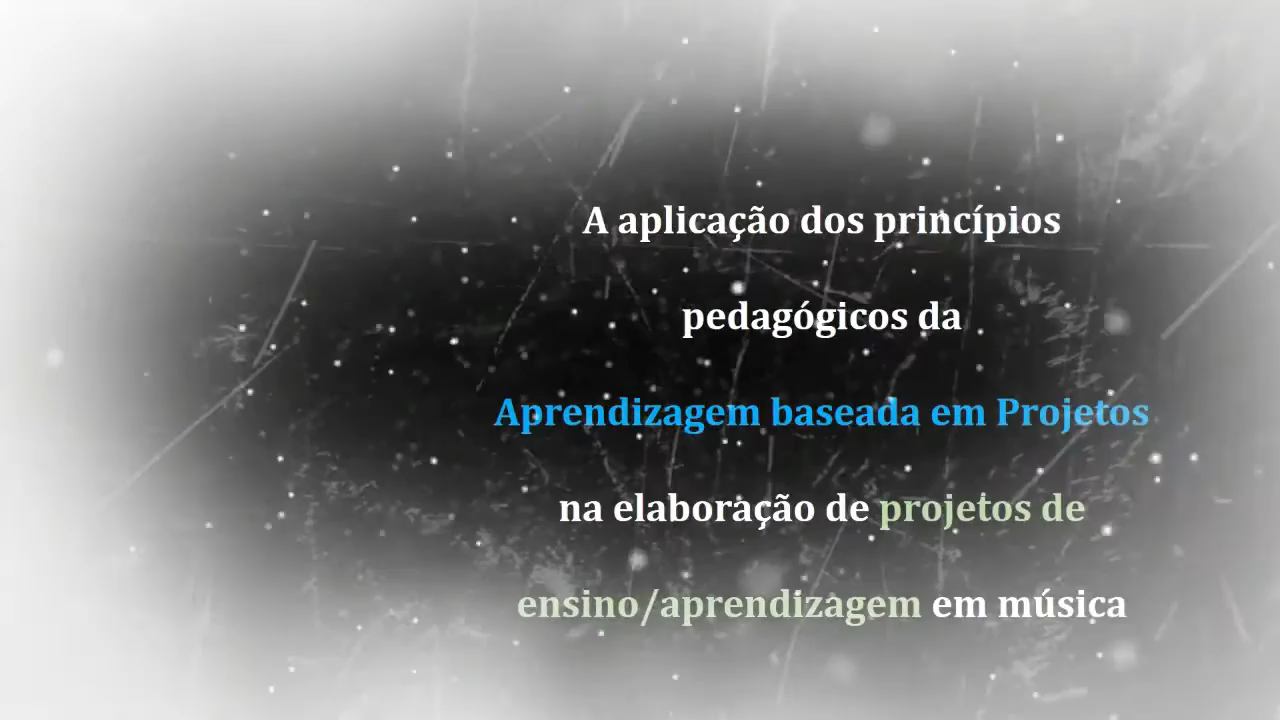 A aplicação dos princípios
pedagógicos da
Aprendizagem baseada em Projetos
na elaboração de projetos de
ensino/aprendizagem em música